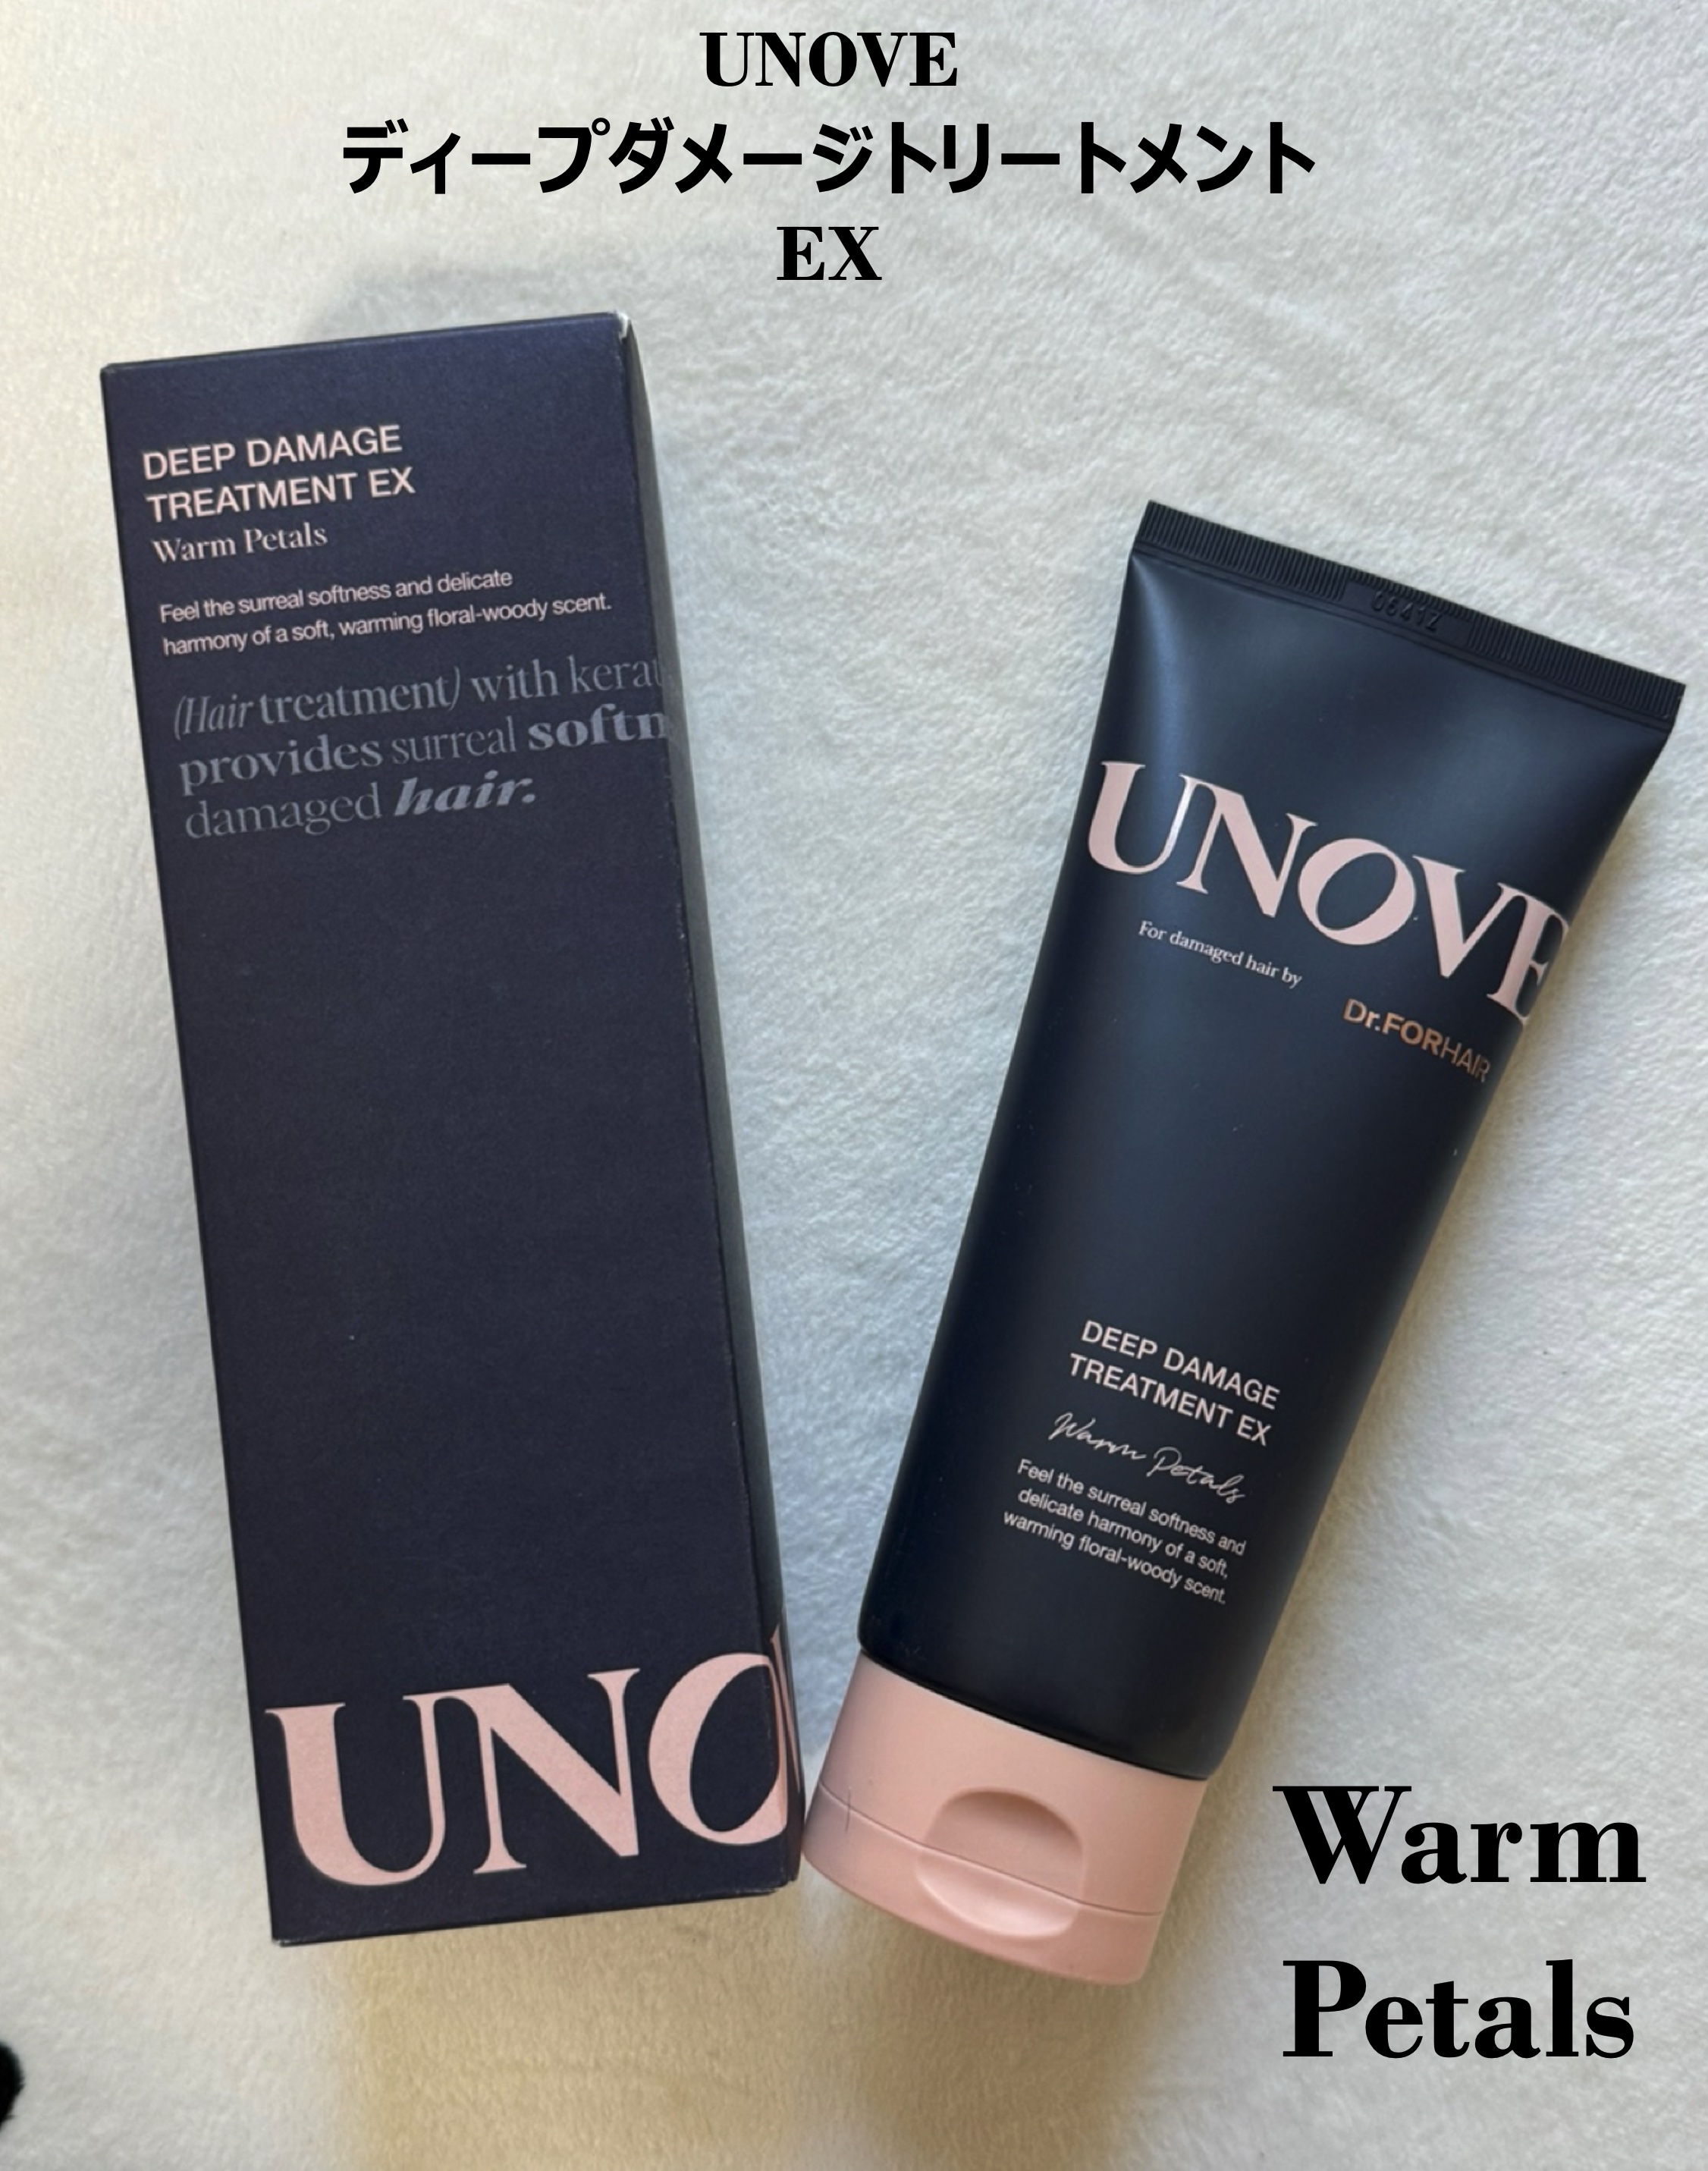 UNOVE
ディープダメージトリートメント
EX
DEEP DAMAGE
TREATMENT EX
Warm Petals
Feel the surreal softness and delicate
harmony of a soft, warming floral-woody scent.
(Hair treatment) with kerat
provides surreal softn
damaged hair.
UNO
UNOVE
For damaged hair by
Dr.FORHAIR
DEEP DAMAGE
TREATMENT EX
Warm Petals
Feel the surreal softness and
delicate harmony of a soft,
warming floral-woody scent.
Warm
Petals